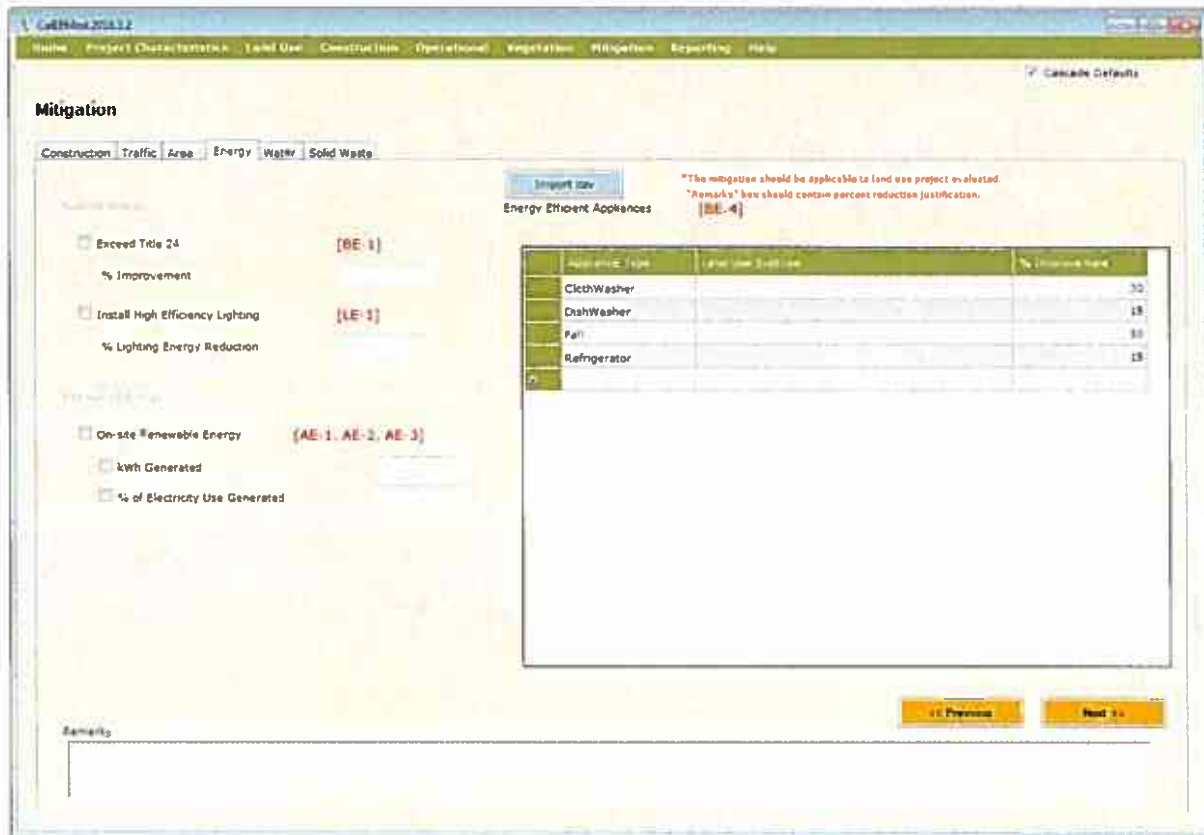 CalEEMod.2016.3.2
Home Project Characteristics Land Use Construction Operational Vegetation Mitigation Reporting Help
Cascade Defaults
Mitigation
Construction Traffic Area Energy Water Solid Waste
Import csv
*The mitigation should be applicable to land use project evaluated.
"Remarks" box should contain percent reduction justification.
Energy Efficient Appliances [BE-4]
Exceed Title 24 [BE-1]
% Improvement
Install High Efficiency Lighting [LE-1]
% Lighting Energy Reduction
On-site Renewable Energy [AE-1, AE-2, AE-3]
kWh Generated
% of Electricity Use Generated
Appliance Type Land Use Subtype % Improvement
ClothWasher 30
DishWasher 15
Fan 50
Refrigerator 15
<< Previous Next >>
Remarks